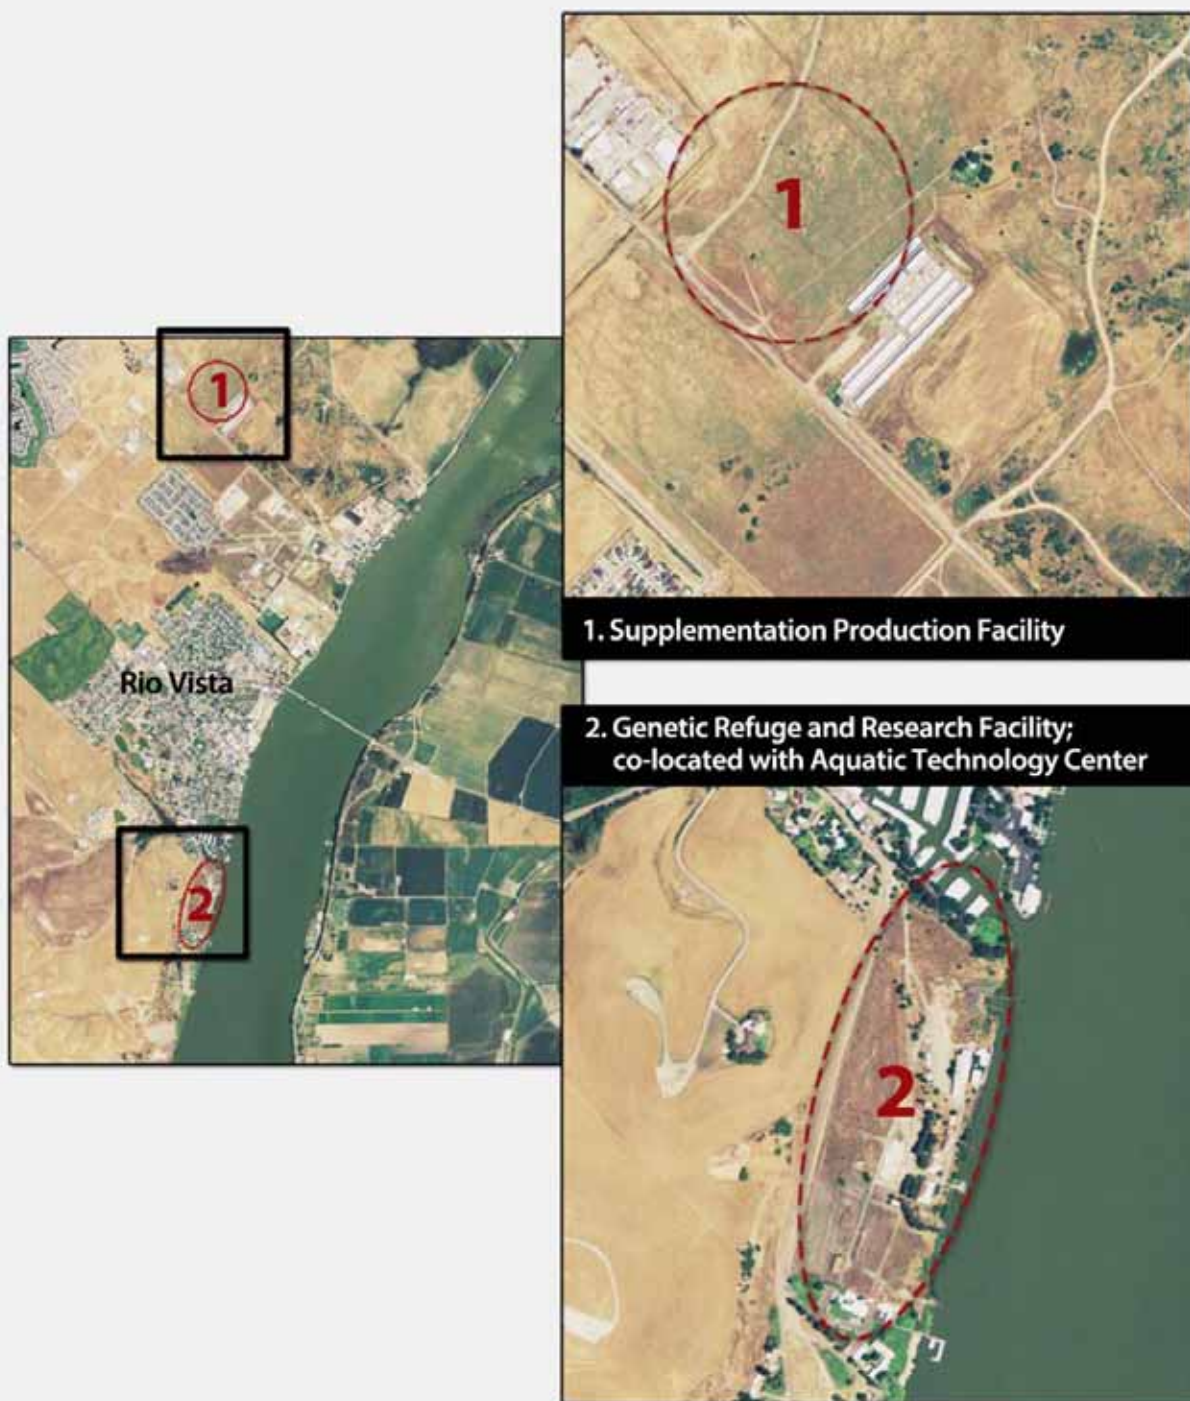 1
1
1. Supplementation Production Facility
Rio Vista
2. Genetic Refuge and Research Facility;
co-located with Aquatic Technology Center
2
2